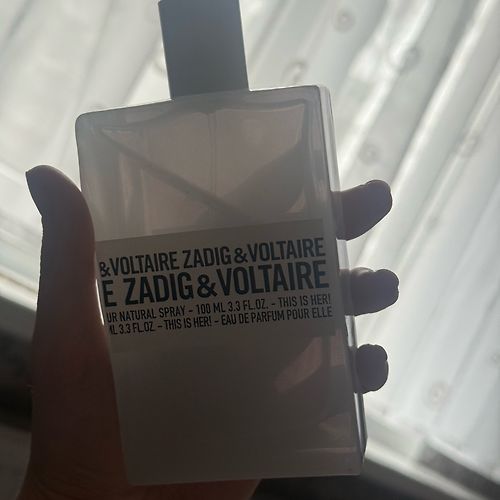 &VOLTAIRE ZADIG&VOLTAIRE
E ZADIG&VOLTAIRE
UR NATURAL SPRAY – 100 ML 3.3 FL.OZ. – THIS IS HER!
ML 3.3 FL.OZ. – THIS IS HER! – EAU DE PARFUM POUR ELLE